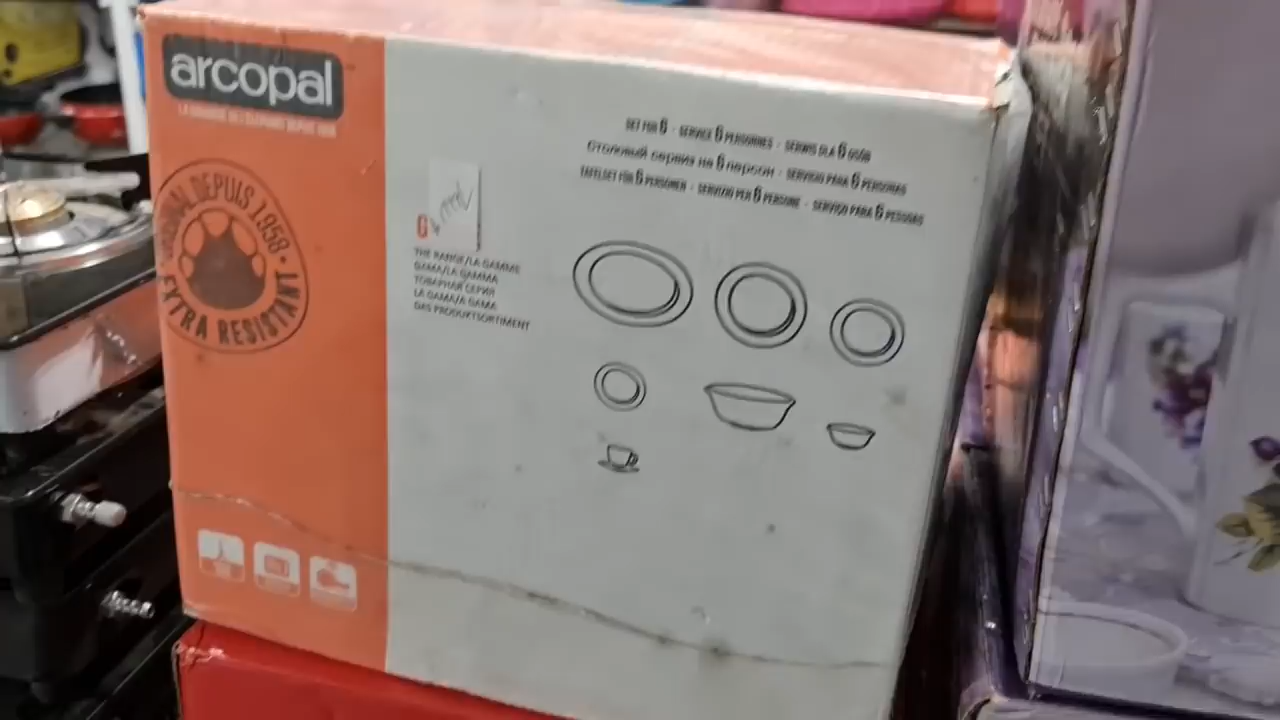 arcopal
ORIGINAL DEPUIS 1958 · EXTRA RESISTANT
SET FOR 6 · SERVICE 6 PERSONNES · SERWIS DLA 6 OSÓB
Столовый сервиз на 6 персон · SERVICIO PARA 6 PERSONAS
TAFELSET FÜR 6 PERSONEN · SERVIZIO PER 6 PERSONE · SERVIÇO PARA 6 PESSOAS
THE RANGE/LA GAMME
GAMA/LA GAMMA
ТОВАРНАЯ СЕРИЯ
LA GAMA/A GAMA
DAS PRODUKTSORTIMENT